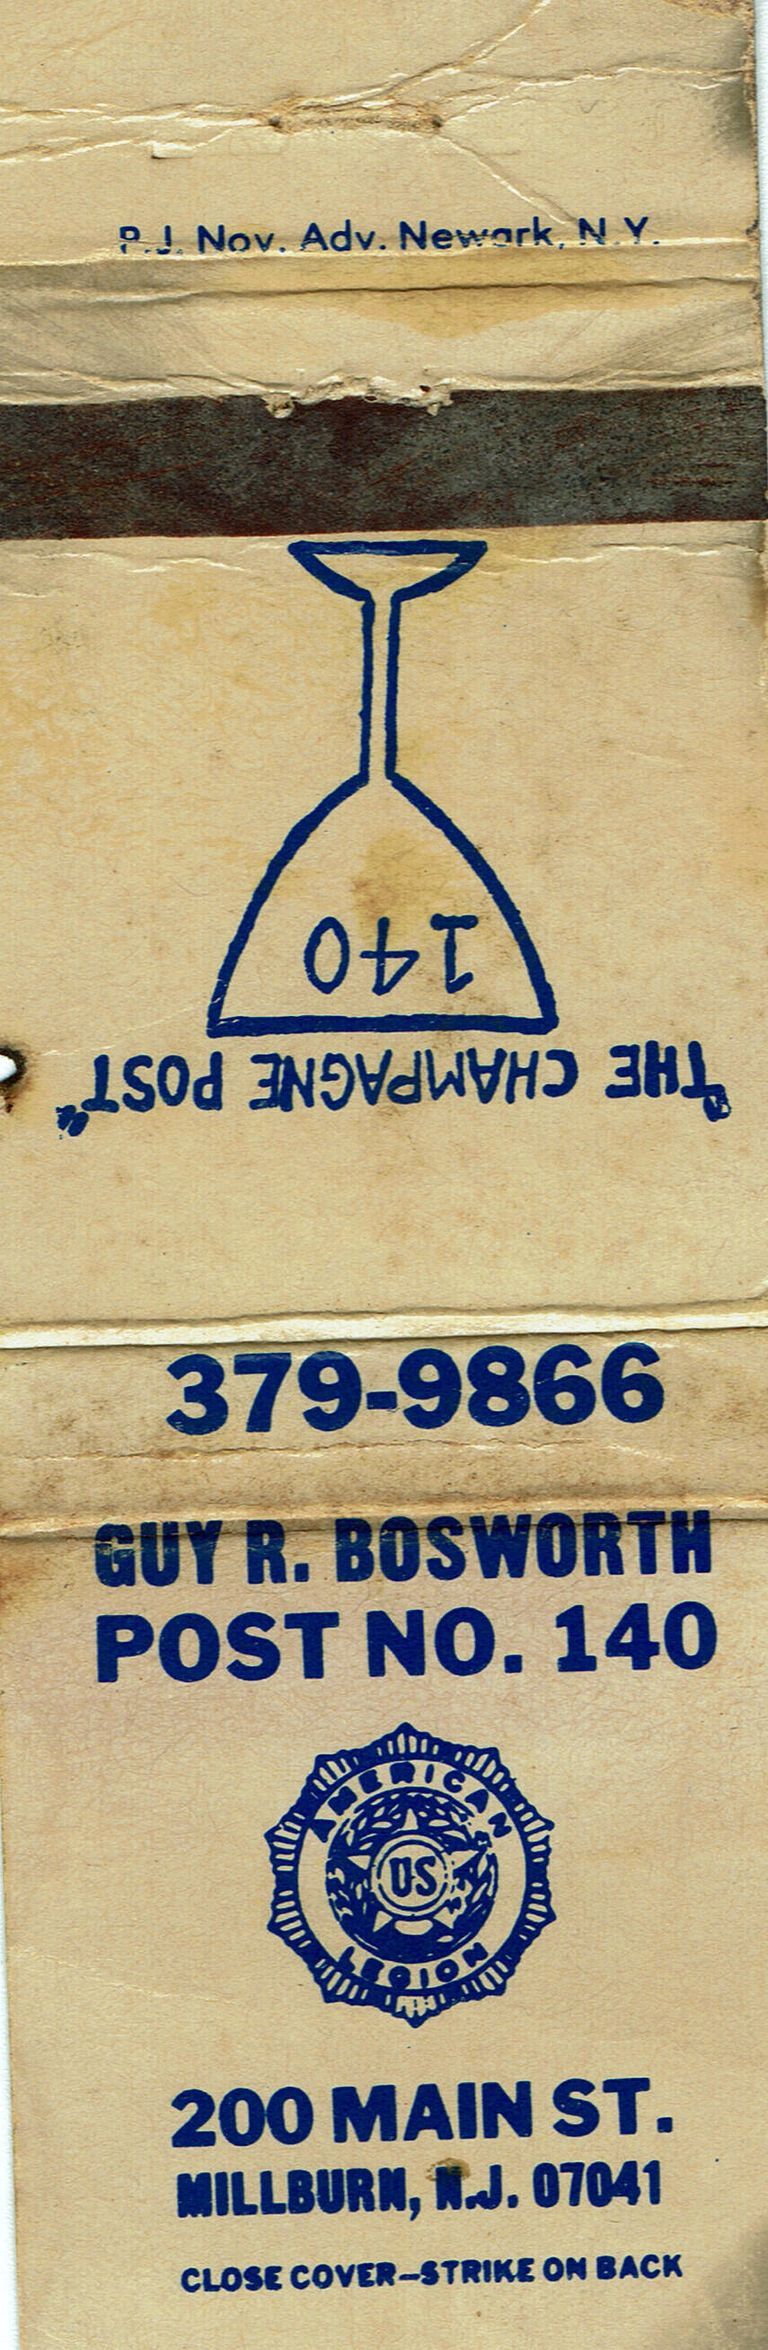 P.J. Nov. Adv. Newark, N.Y.
140
"THE CHAMPAGNE POST"
379-9866
GUY R. BOSWORTH
POST NO. 140
AMERICAN
US
LEGION
200 MAIN ST.
MILLBURN, N.J. 07041
CLOSE COVER–STRIKE ON BACK